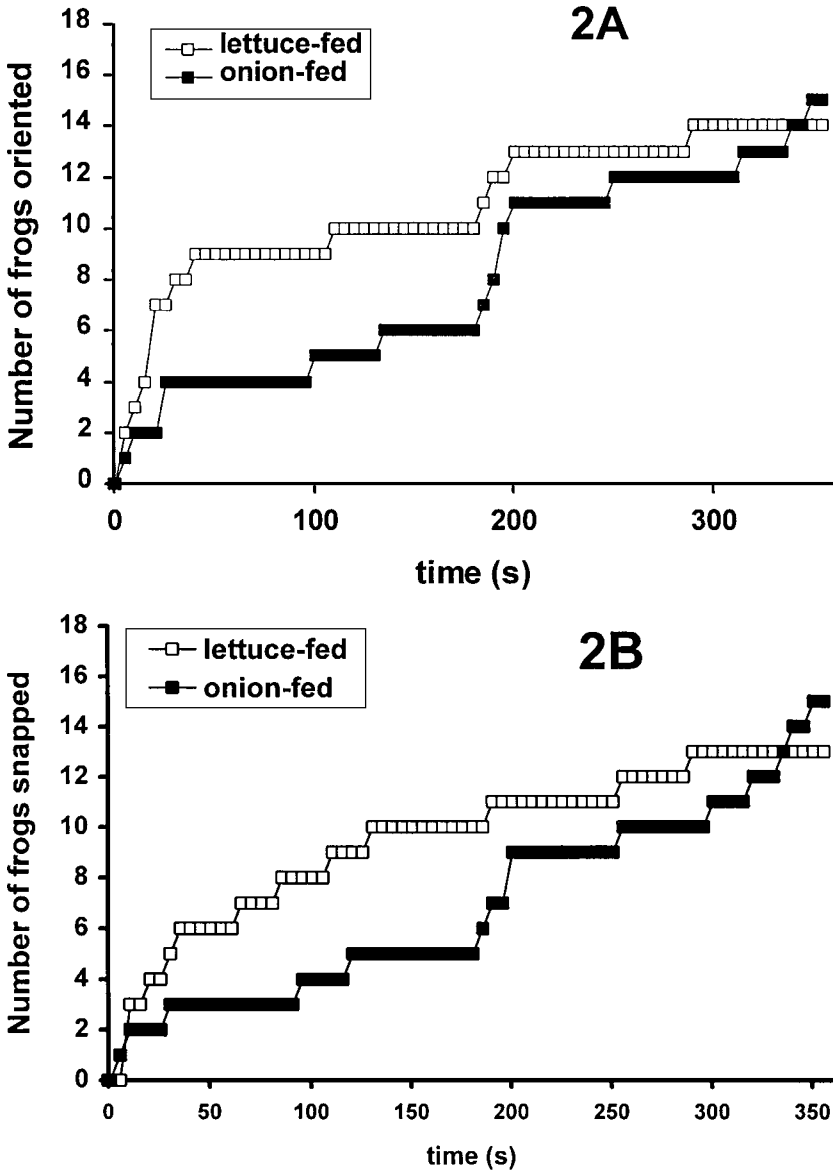 2A
lettuce-fed
onion-fed
Number of frogs oriented
18
16
14
12
10
8
6
4
2
0
0 100 200 300
time (s)
2B
lettuce-fed
onion-fed
Number of frogs snapped
18
16
14
12
10
8
6
4
2
0
0 50 100 150 200 250 300 350
time (s)